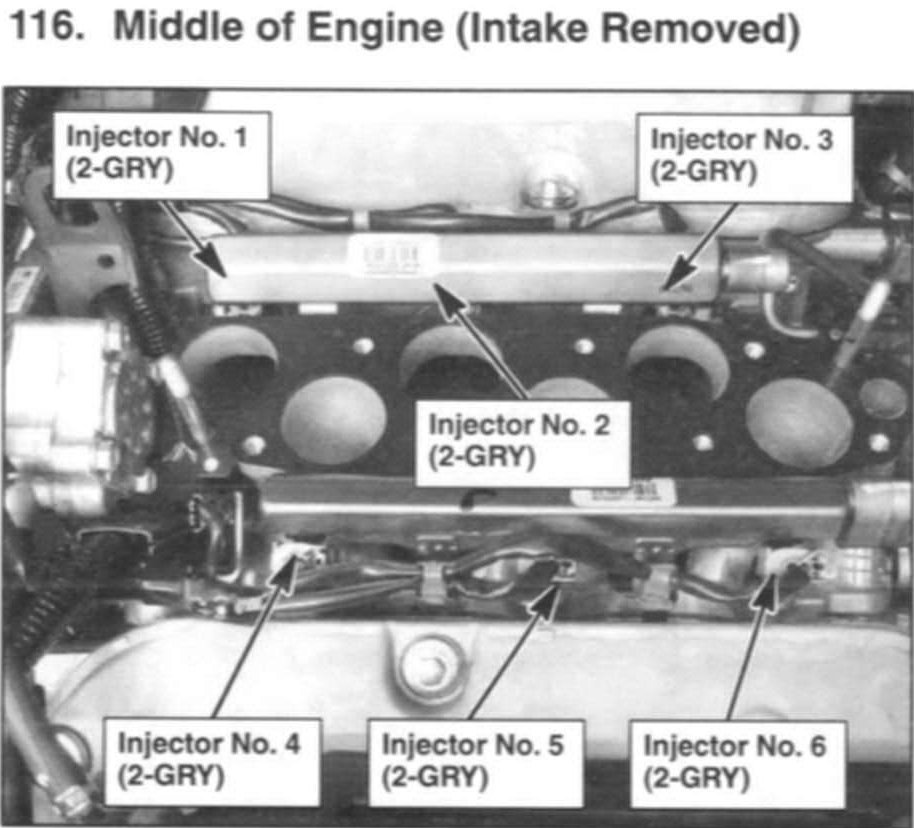 116. Middle of Engine (Intake Removed)
Injector No. 1
(2-GRY)
Injector No. 3
(2-GRY)
Injector No. 2
(2-GRY)
Injector No. 4
(2-GRY)
Injector No. 5
(2-GRY)
Injector No. 6
(2-GRY)